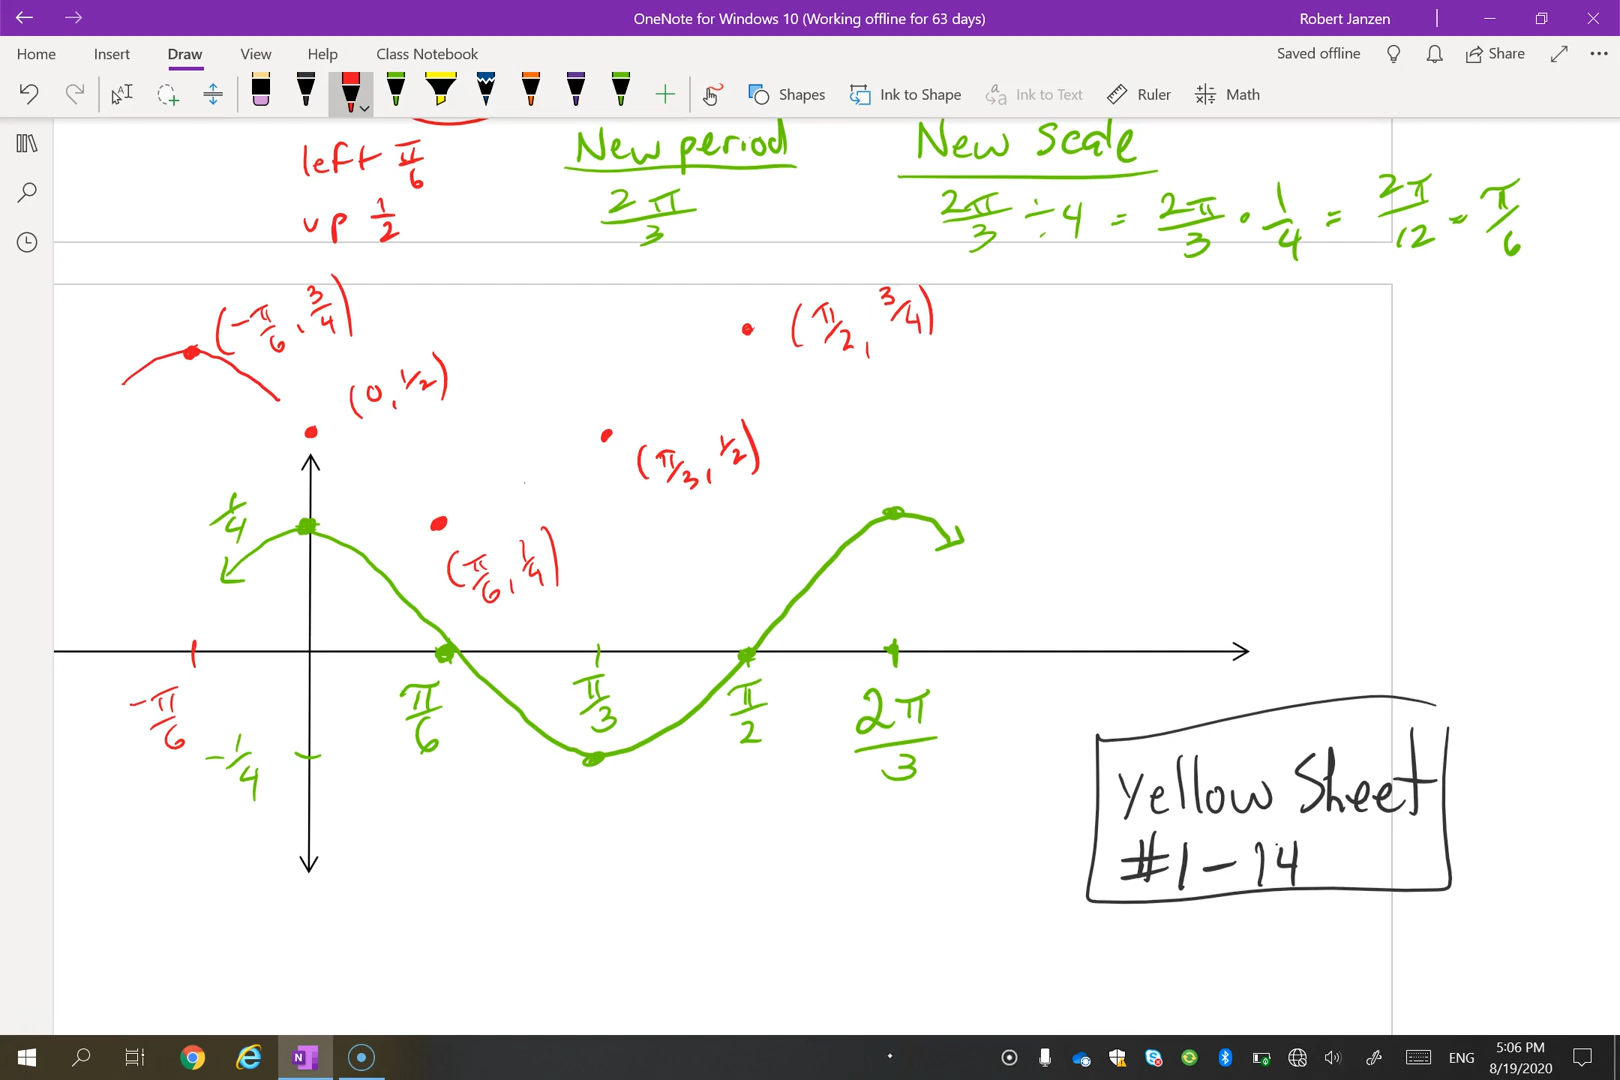 OneNote for Windows 10 (Working offline for 63 days)
Robert Janzen
Home Insert Draw View Help Class Notebook
Saved offline
Share
Shapes
Ink to Shape
Ink to Text
Ruler
Math
left π/6
up 1/2
New period
2π/3
New Scale
2π/3 ÷ 4 = 2π/3 • 1/4 = 2π/12 = π/6
(-π/6, 3/4)
(π/2, 3/4)
(0, 1/2)
(π/3, 1/2)
1/4
(π/6, 1/4)
-π/6
π/6
π/3
π/2
2π/3
-1/4
Yellow Sheet
#1-14
ENG
5:06 PM
8/19/2020